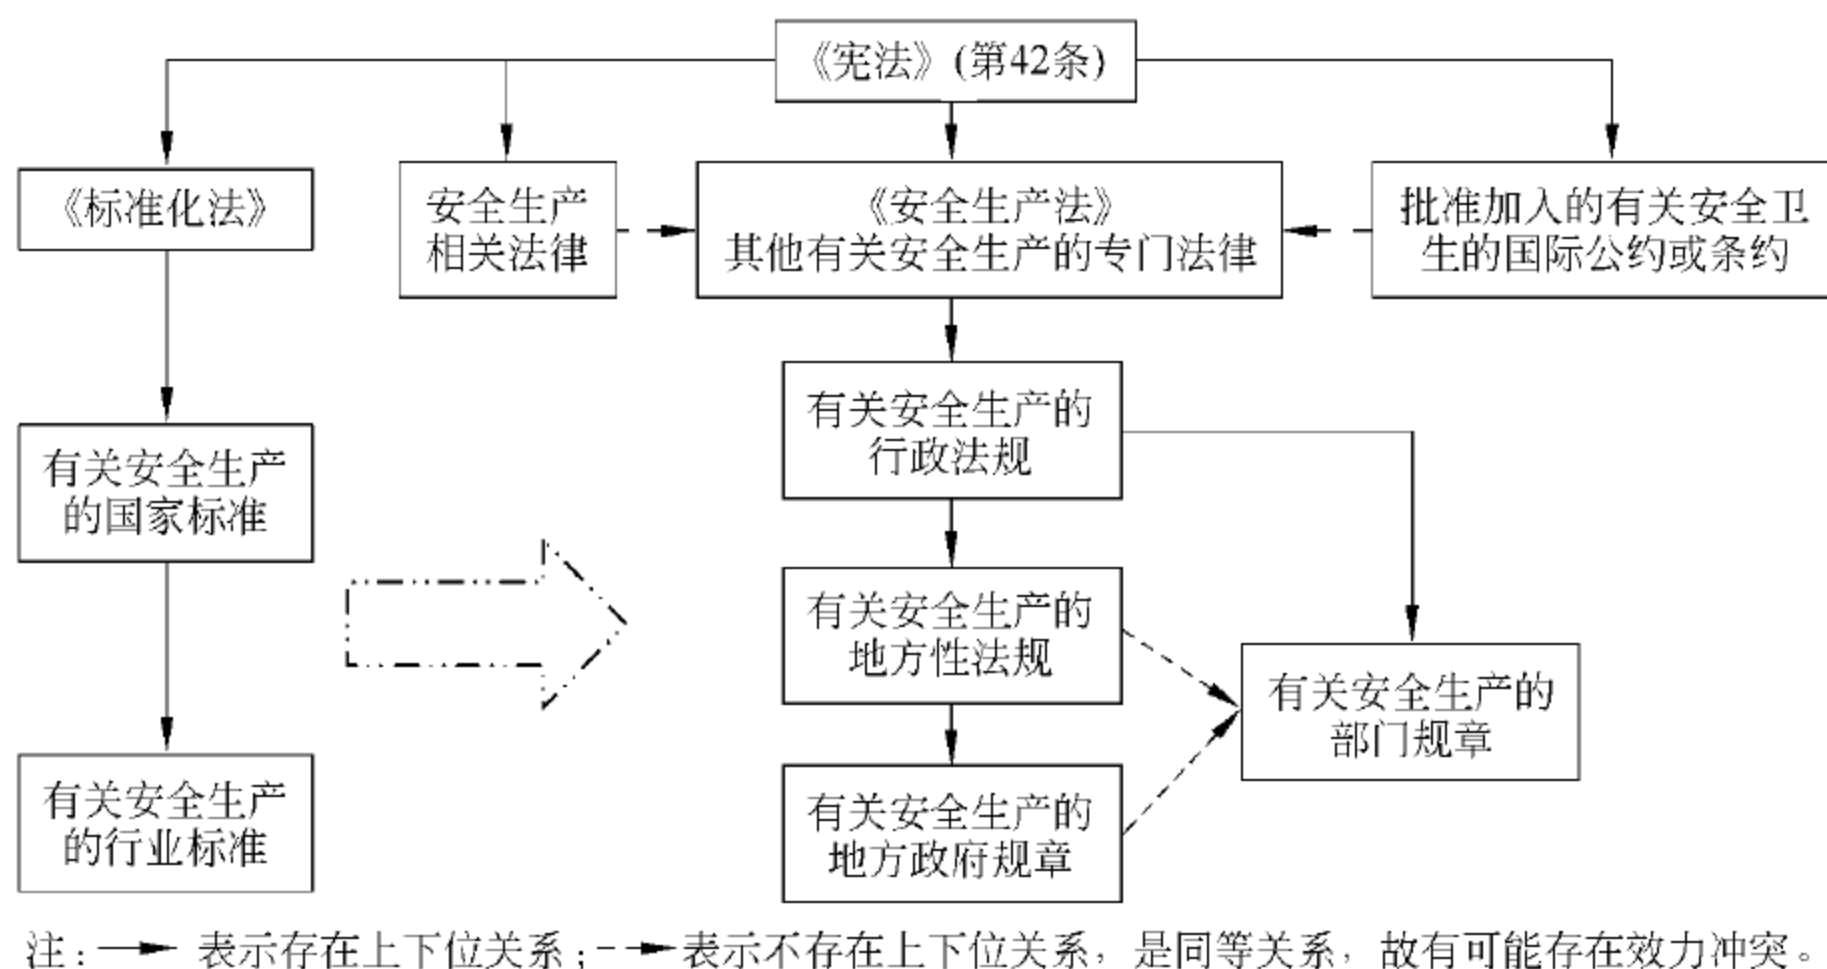 《宪法》(第42条)
《标准化法》
安全生产
相关法律
《安全生产法》
其他有关安全生产的专门法律
批准加入的有关安全卫
生的国际公约或条约
有关安全生产的
行政法规
有关安全生产
的国家标准
有关安全生产的
地方性法规
有关安全生产的
部门规章
有关安全生产
的行业标准
有关安全生产的
地方政府规章
注: 表示存在上下位关系; 表示不存在上下位关系，是同等关系，故有可能存在效力冲突。